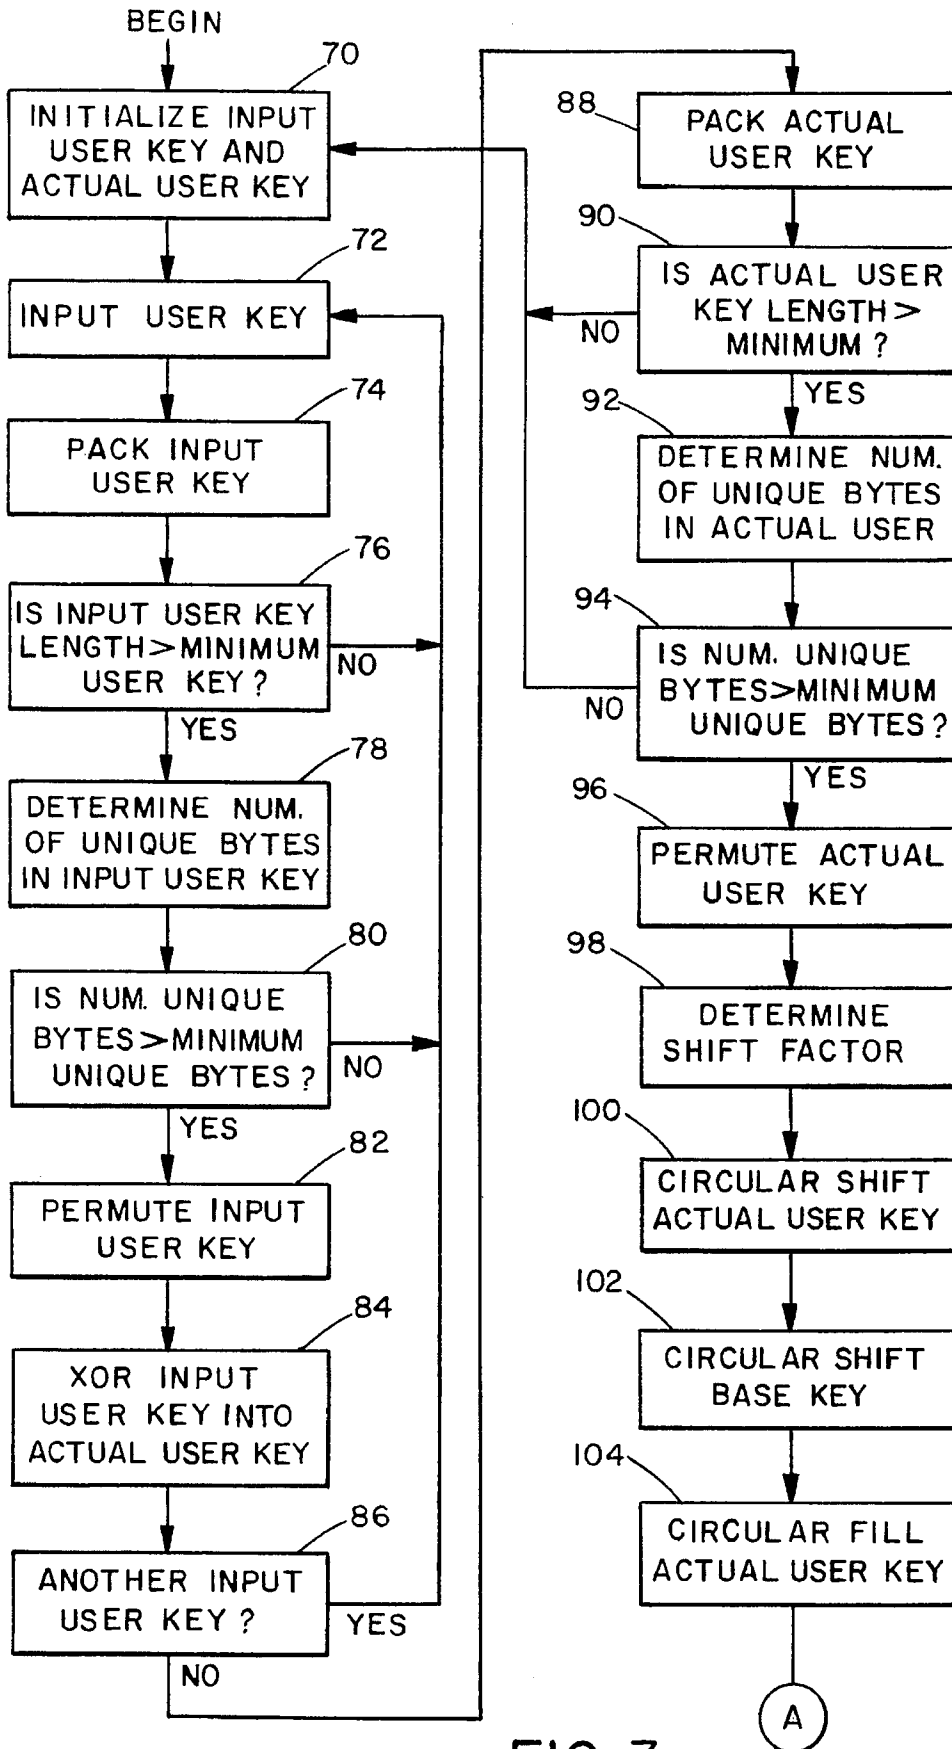 BEGIN
70
INITIALIZE INPUT
USER KEY AND
ACTUAL USER KEY
72
INPUT USER KEY
74
PACK INPUT
USER KEY
76
IS INPUT USER KEY
LENGTH>MINIMUM
USER KEY?
NO
YES
78
DETERMINE NUM.
OF UNIQUE BYTES
IN INPUT USER KEY
80
IS NUM. UNIQUE
BYTES>MINIMUM
UNIQUE BYTES?
NO
YES
82
PERMUTE INPUT
USER KEY
84
XOR INPUT
USER KEY INTO
ACTUAL USER KEY
86
ANOTHER INPUT
USER KEY?
YES
NO
88
PACK ACTUAL
USER KEY
90
IS ACTUAL USER
KEY LENGTH>
MINIMUM?
NO
YES
92
DETERMINE NUM.
OF UNIQUE BYTES
IN ACTUAL USER
94
IS NUM. UNIQUE
BYTES>MINIMUM
UNIQUE BYTES?
NO
YES
96
PERMUTE ACTUAL
USER KEY
98
DETERMINE
SHIFT FACTOR
100
CIRCULAR SHIFT
ACTUAL USER KEY
102
CIRCULAR SHIFT
BASE KEY
104
CIRCULAR FILL
ACTUAL USER KEY
A